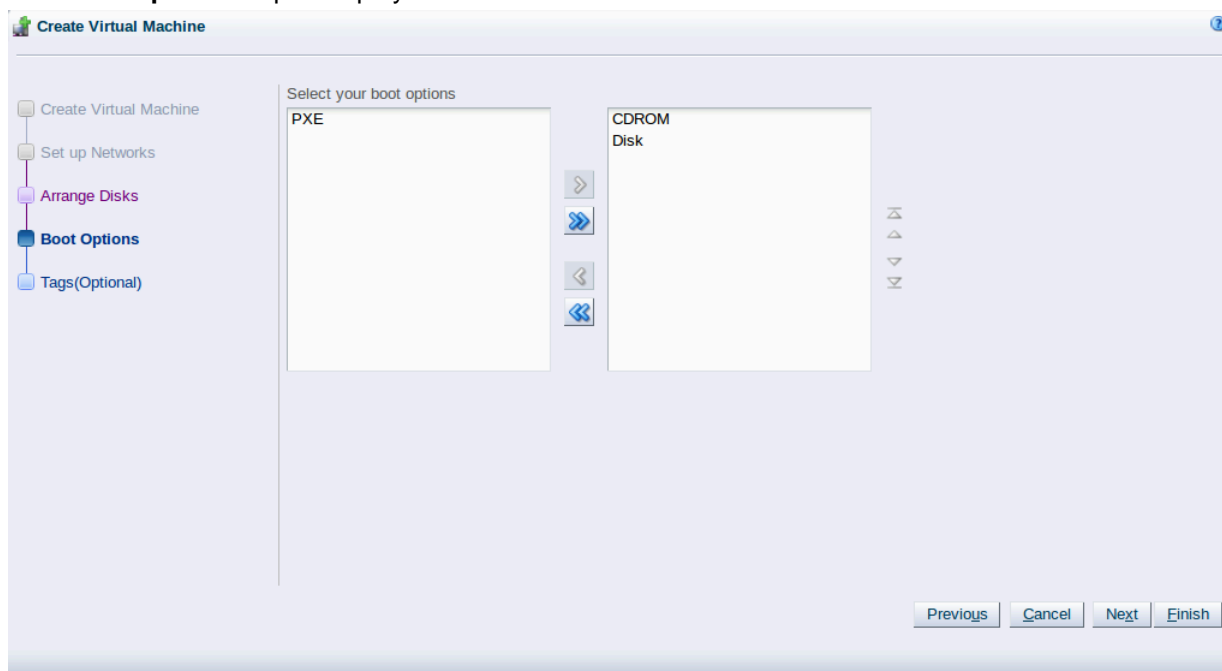 Create Virtual Machine
Create Virtual Machine
Set up Networks
Arrange Disks
Boot Options
Tags(Optional)
Select your boot options
PXE
CDROM
Disk
Previous
Cancel
Next
Finish